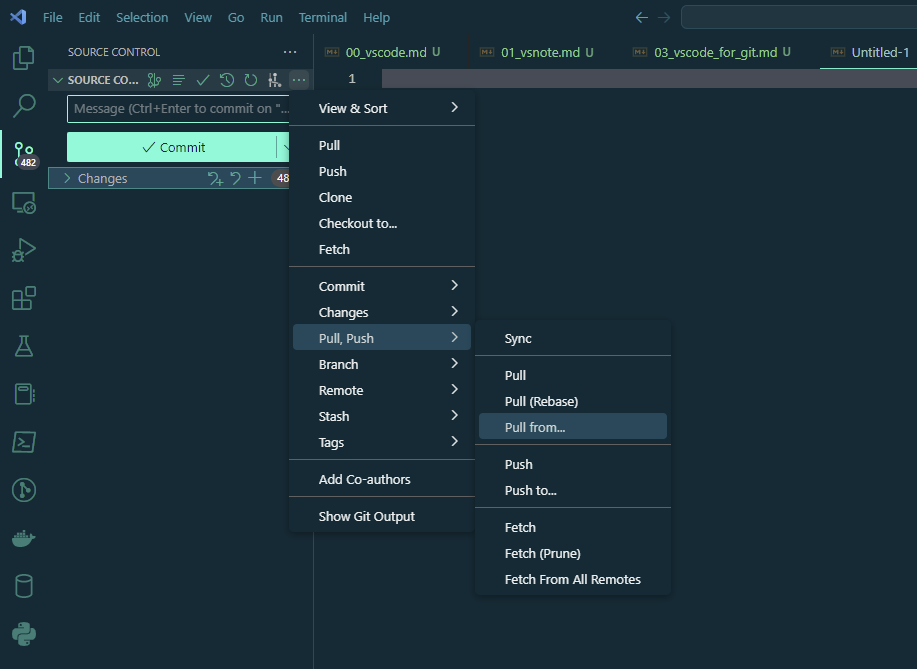 File Edit Selection View Go Run Terminal Help
SOURCE CONTROL
00_vscode.md U
01_vsnote.md U
03_vscode_for_git.md U
Untitled-1
SOURCE CO...
1
Message (Ctrl+Enter to commit on "...
Commit
482
Changes
48
View & Sort
Pull
Push
Clone
Checkout to...
Fetch
Commit
Changes
Pull, Push
Branch
Remote
Stash
Tags
Add Co-authors
Show Git Output
Sync
Pull
Pull (Rebase)
Pull from...
Push
Push to...
Fetch
Fetch (Prune)
Fetch From All Remotes